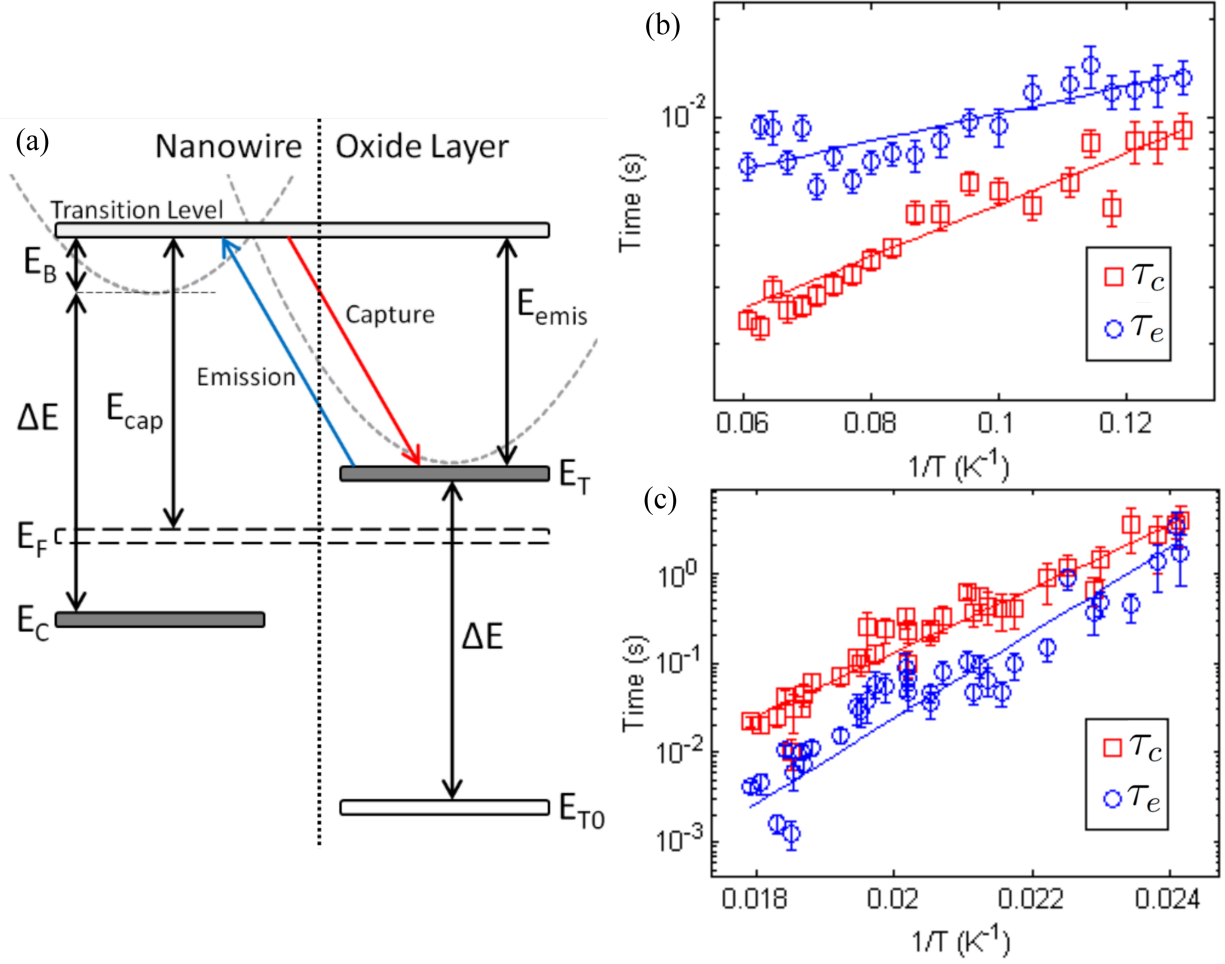 (a)
Nanowire
Oxide Layer
Transition Level
E_B
Capture
E_emis
Emission
ΔE
E_cap
E_T
E_F
E_C
ΔE
E_T0
(b)
10^-2
Time (s)
τ_c
τ_e
0.06 0.08 0.1 0.12
1/T (K^-1)
(c)
10^0
10^-1
10^-2
10^-3
Time (s)
τ_c
τ_e
0.018 0.02 0.022 0.024
1/T (K^-1)